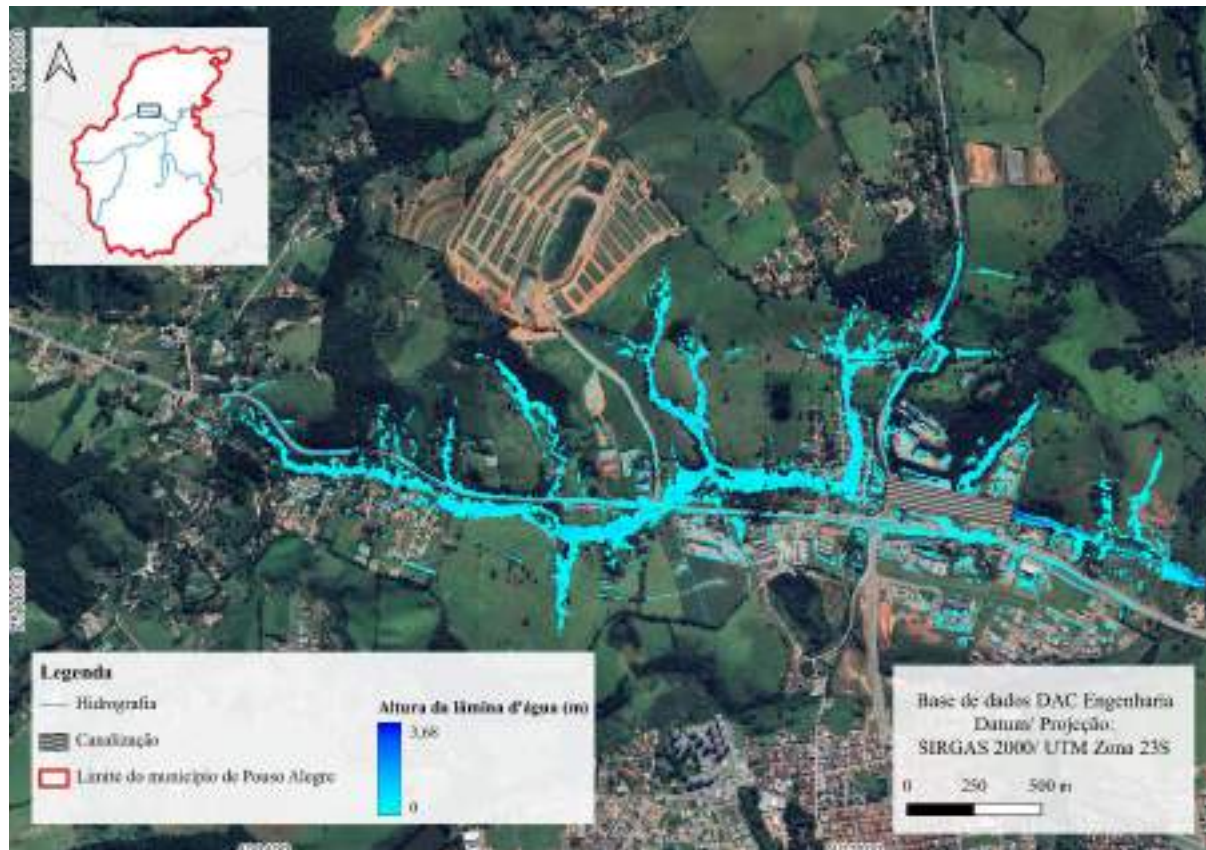 Legenda
Hidrografia
Canalização
Limite do município de Pouso Alegre
Altura da lâmina d'água (m)
3,68
0
Base de dados DAC Engenharia
Datum/ Projeção:
SIRGAS 2000/ UTM Zona 23S
0 250 500 m